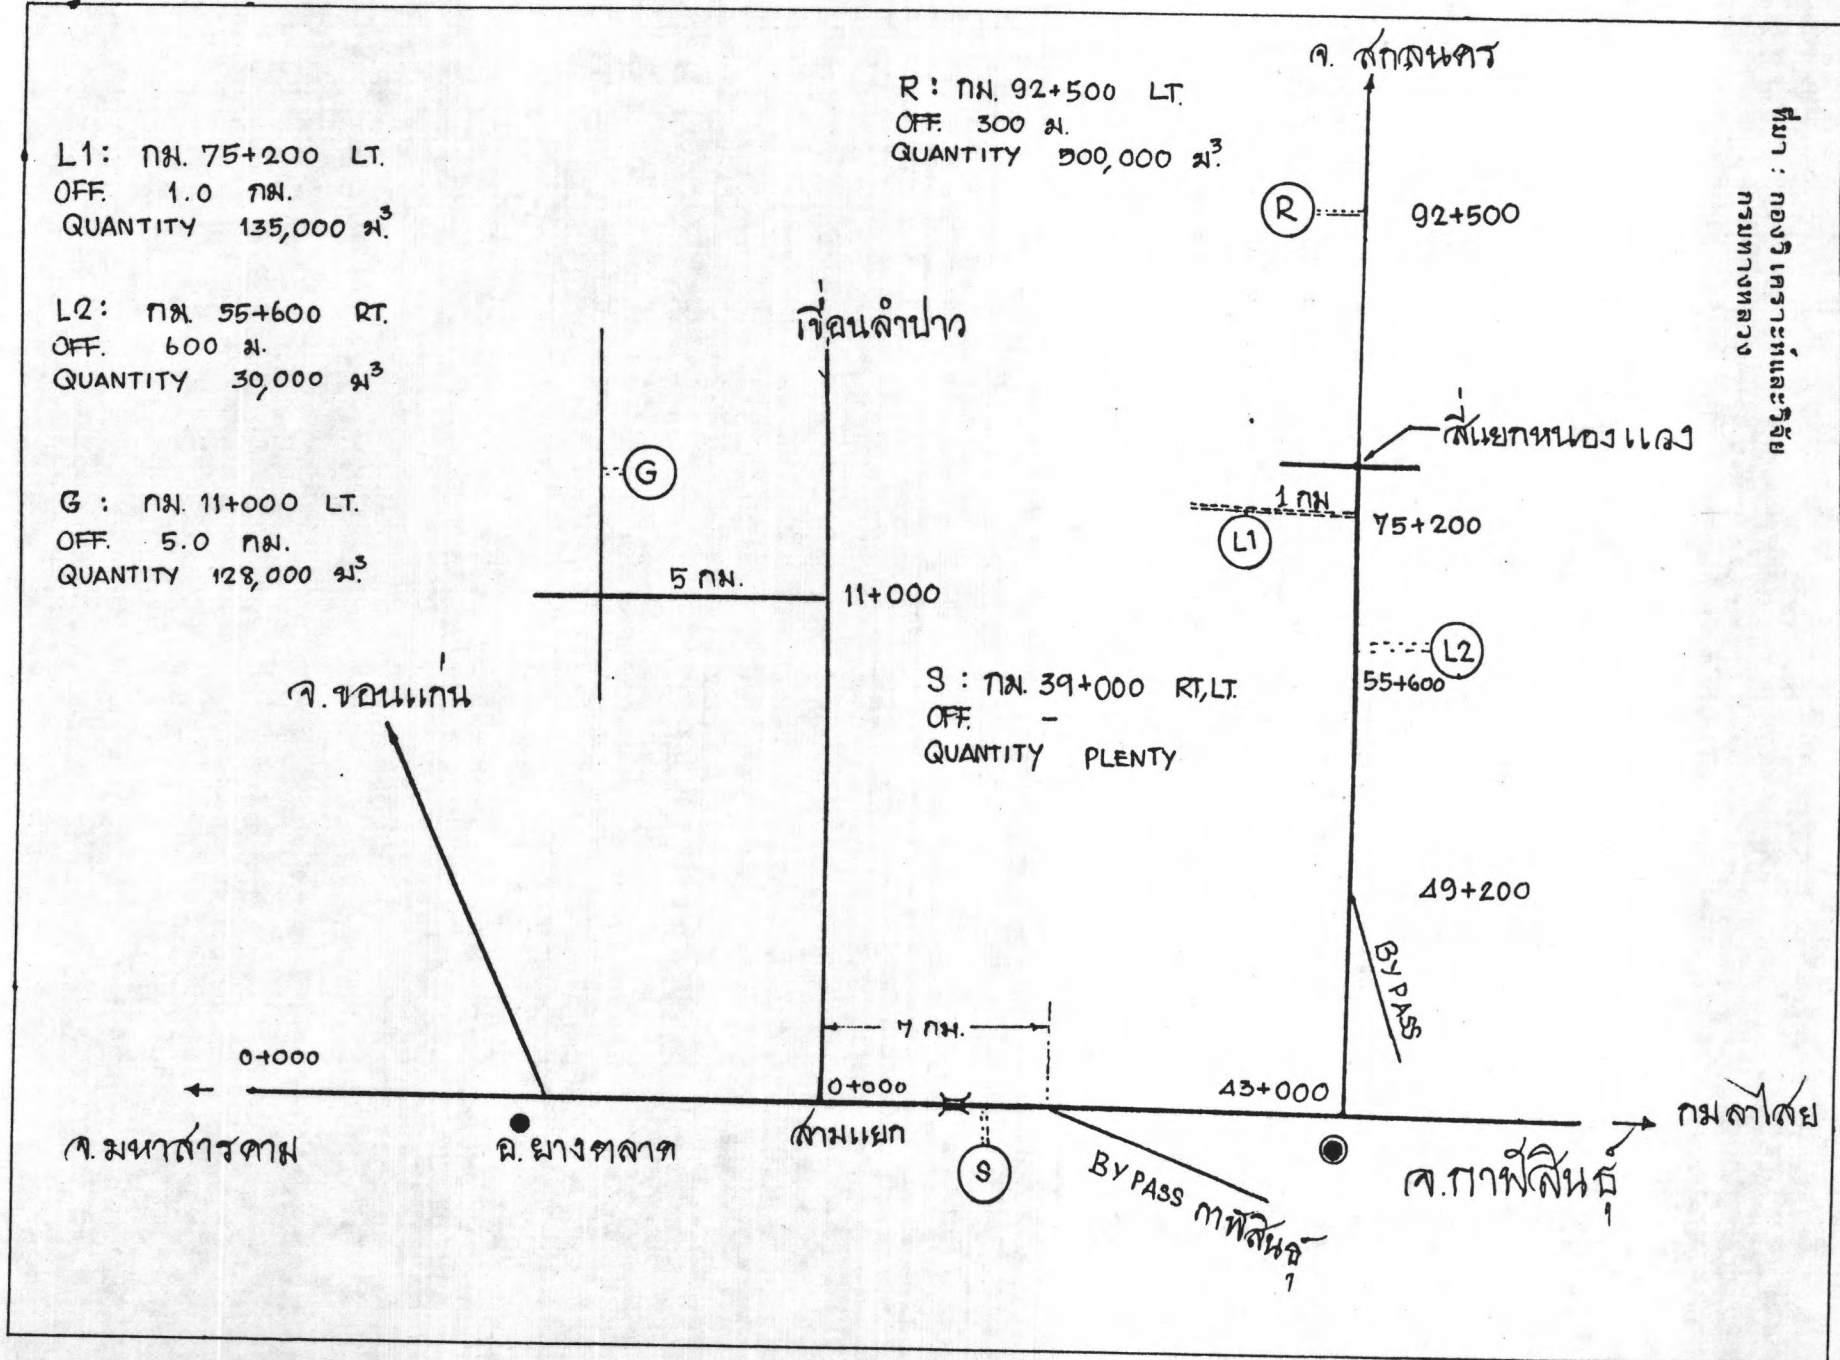 จ. สกลนคร
R : กม. 92+500 LT.
OFF. 300 ม.
QUANTITY 500,000 ม³.
ที่มา : กองวิเคราะห์และวิจัย
กรมทางหลวง
L1 : กม. 75+200 LT.
OFF. 1.0 กม.
QUANTITY 135,000 ม³.
R
92+500
L2 : กม. 55+600 RT.
OFF. 600 ม.
QUANTITY 30,000 ม³
เขื่อนลำปาว
สี่แยกหนองแวง
G
1 กม
75+200
L1
G : กม. 11+000 LT.
OFF. 5.0 กม.
QUANTITY 128,000 ม³.
5 กม.
11+000
L2
55+600
จ. ขอนแก่น
S : กม. 39+000 RT,LT.
OFF. -
QUANTITY PLENTY
49+200
BY PASS
7 กม.
0+000
0+000
43+000
กมลาไสย
จ. มหาสารคาม
อ. ยางตลาด
สามแยก
S
BY PASS กาฬสินธุ์
จ. กาฬสินธุ์